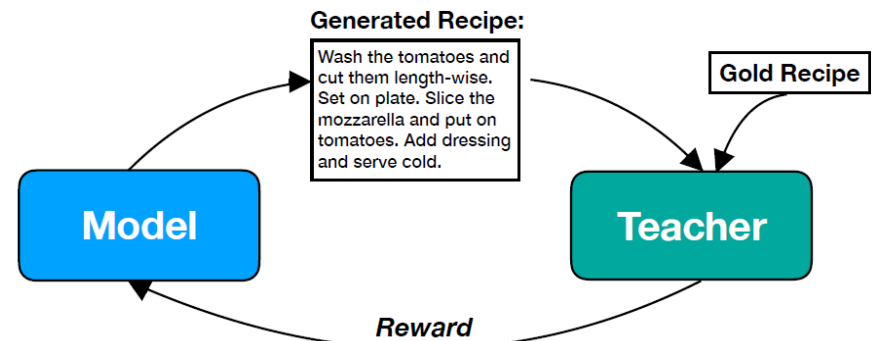 Generated Recipe:
Wash the tomatoes and
cut them length-wise.
Set on plate. Slice the
mozzarella and put on
tomatoes. Add dressing
and serve cold.
Gold Recipe
Model
Teacher
Reward